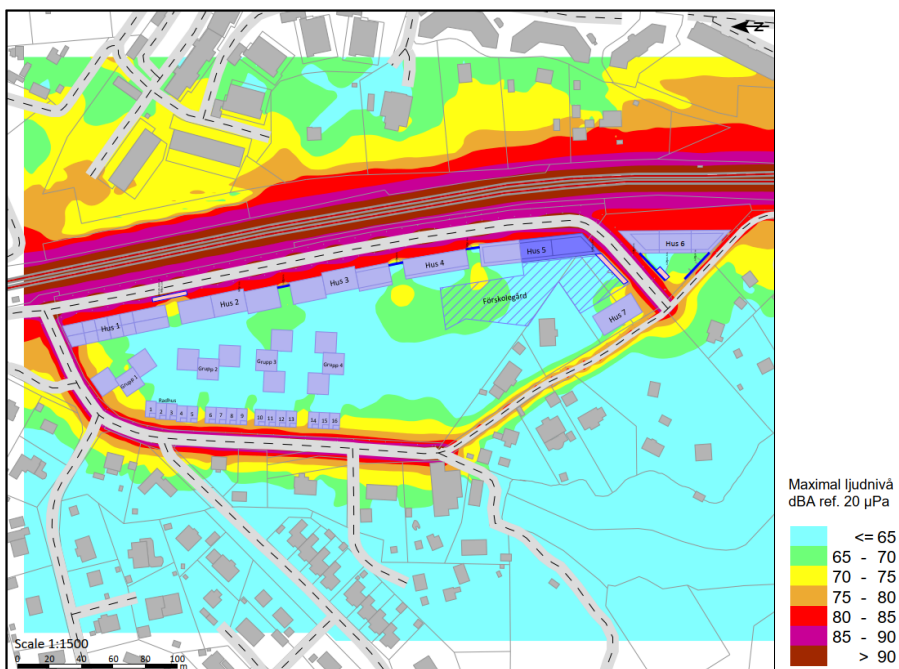 Z
Hus 6
Hus 5
Hus 4
Hus 3
Förskolegård
Hus 2
Hus 7
Hus 1
Grupp 3
Grupp 4
Grupp 2
Grupp 1
Radhus
1 2 3 4 5 6 7 8 9 10 11 12 13 14 15 16
Maximal ljudnivå
dBA ref. 20 µPa
<= 65
65 - 70
70 - 75
75 - 80
80 - 85
85 - 90
> 90
Scale 1:1500
0 20 40 60 80 100
m